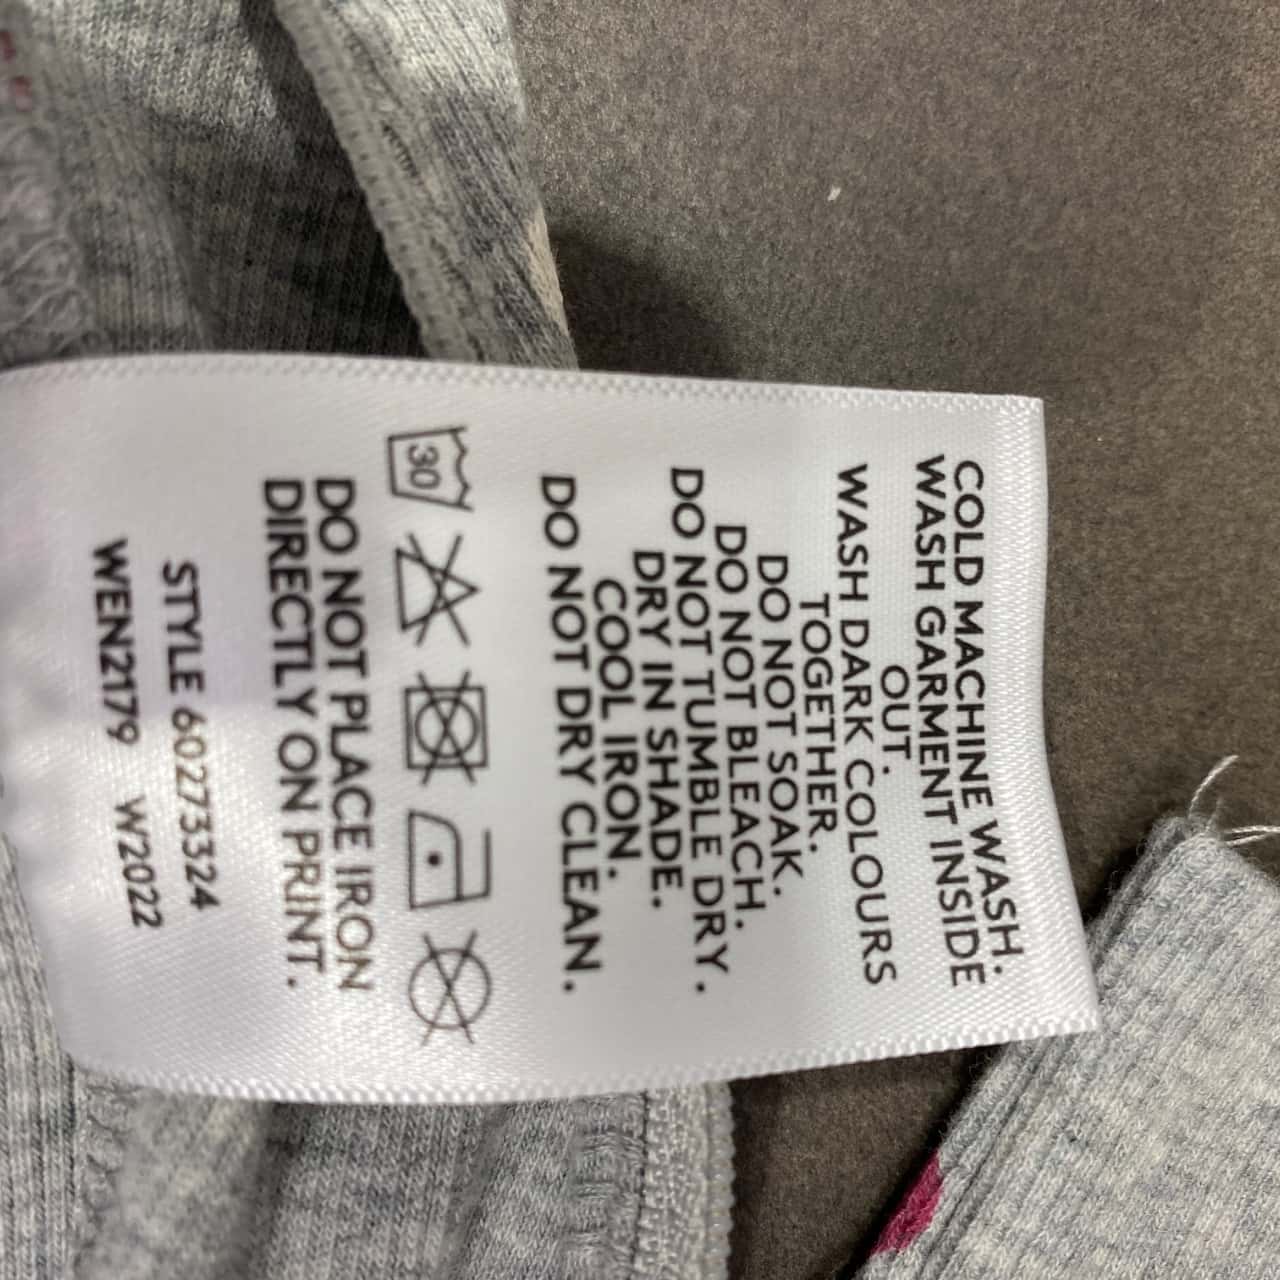 COLD MACHINE WASH.
WASH GARMENT INSIDE
OUT.
WASH DARK COLOURS
TOGETHER.
DO NOT SOAK.
DO NOT BLEACH.
DO NOT TUMBLE DRY.
DRY IN SHADE.
COOL IRON.
DO NOT DRY CLEAN.
30
DO NOT PLACE IRON
DIRECTLY ON PRINT.
STYLE 60273324
WEN2179 W2022